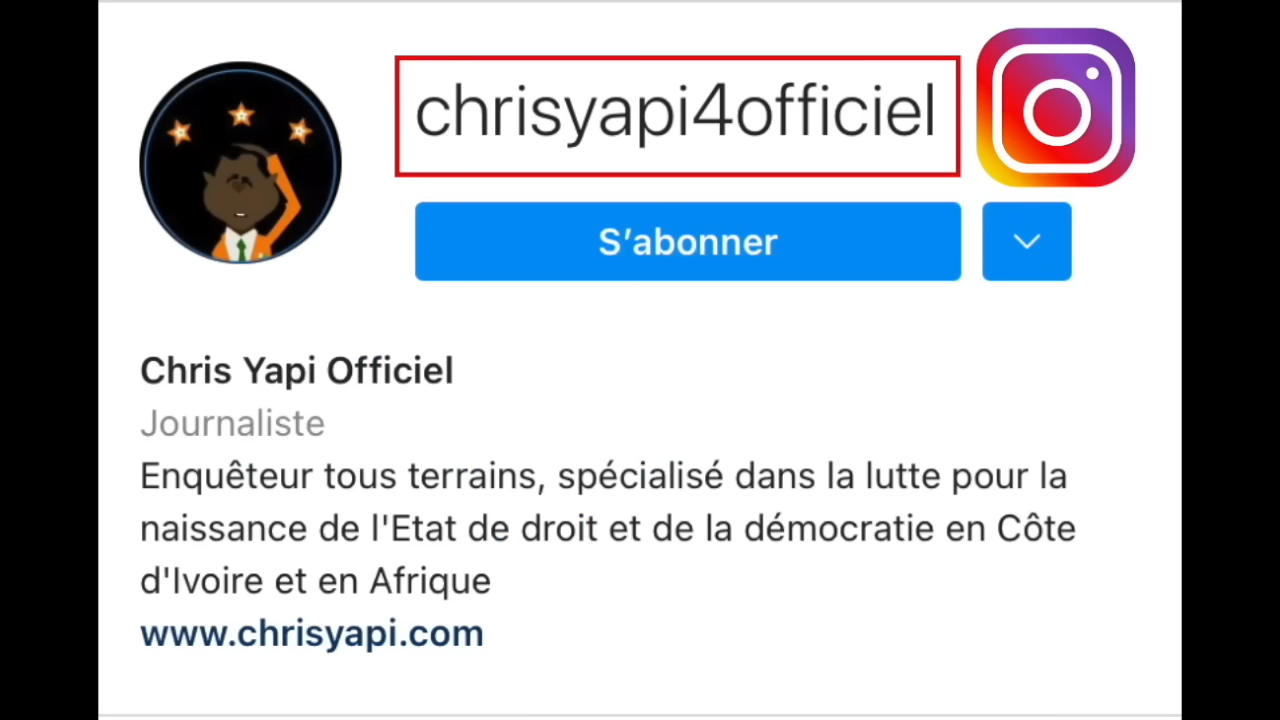 chrisyapi4officiel
S’abonner
Chris Yapi Officiel
Journaliste
Enquêteur tous terrains, spécialisé dans la lutte pour la
naissance de l'Etat de droit et de la démocratie en Côte
d'Ivoire et en Afrique
www.chrisyapi.com